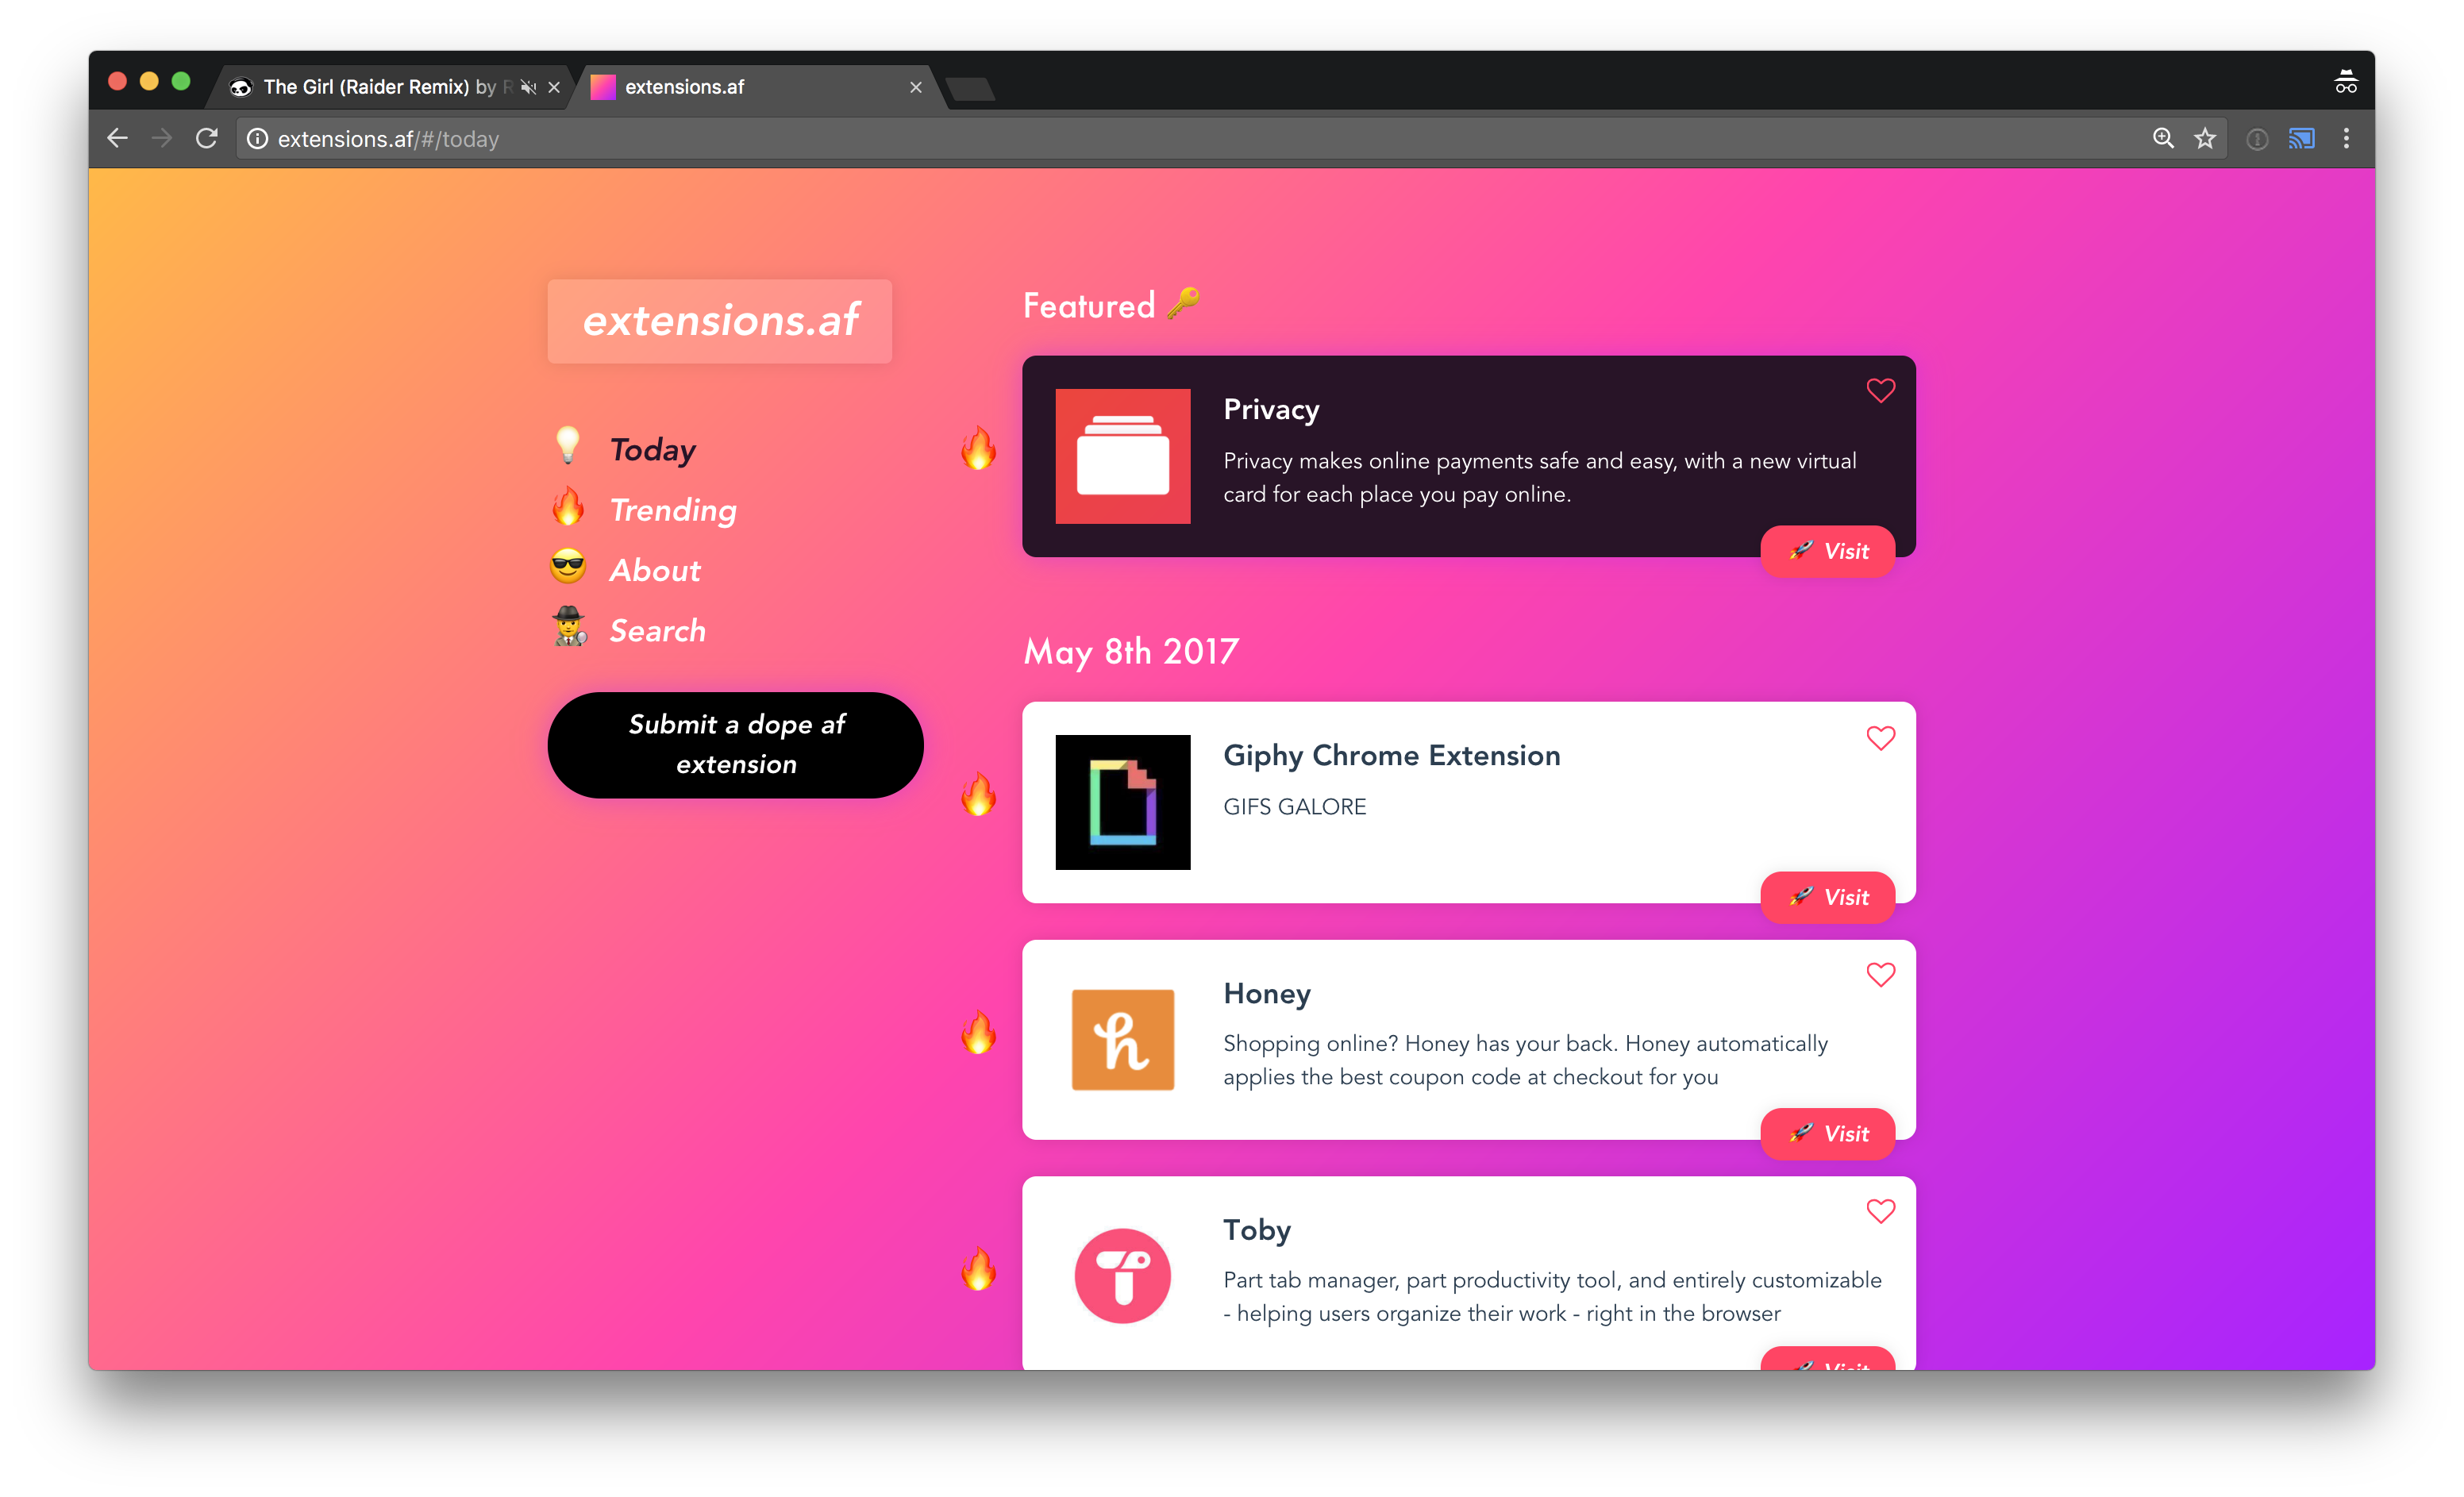 The Girl (Raider Remix) by R
extensions.af
extensions.af/#/today
extensions.af
Today
Trending
About
Search
Submit a dope af
extension
Featured
Privacy
Privacy makes online payments safe and easy, with a new virtual
card for each place you pay online.
Visit
May 8th 2017
Giphy Chrome Extension
GIFS GALORE
Visit
Honey
Shopping online? Honey has your back. Honey automatically
applies the best coupon code at checkout for you
Visit
Toby
Part tab manager, part productivity tool, and entirely customizable
- helping users organize their work - right in the browser
Visit